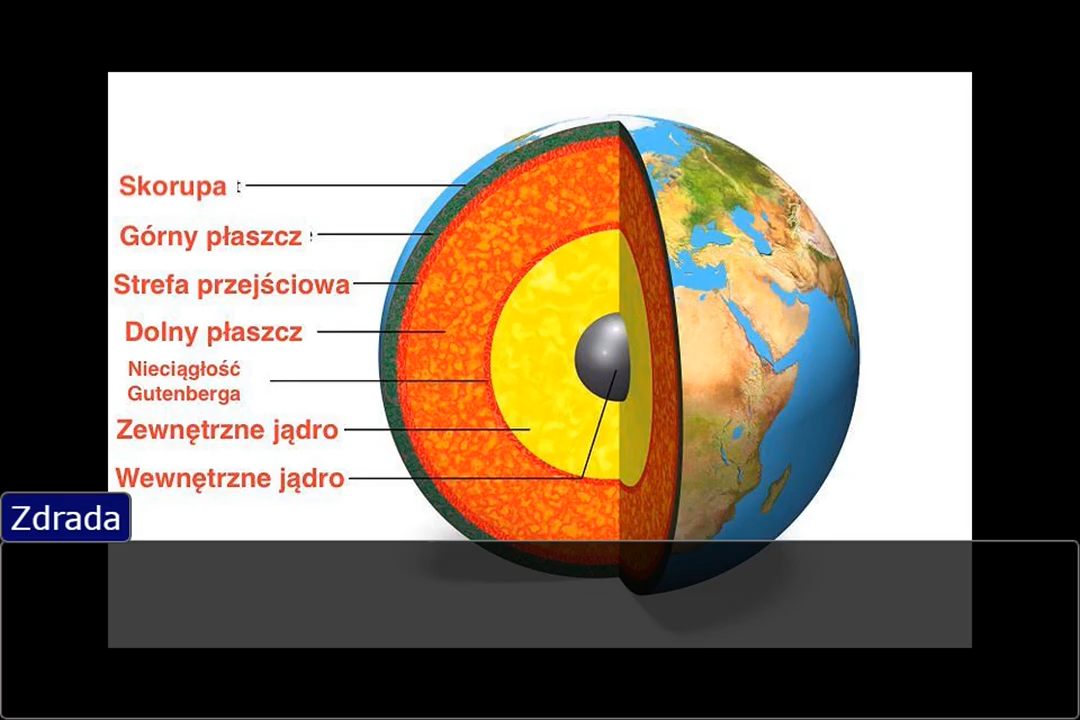 Skorupa
Górny płaszcz
Strefa przejściowa
Dolny płaszcz
Nieciągłość
Gutenberga
Zewnętrzne jądro
Wewnętrzne jądro
Zdrada